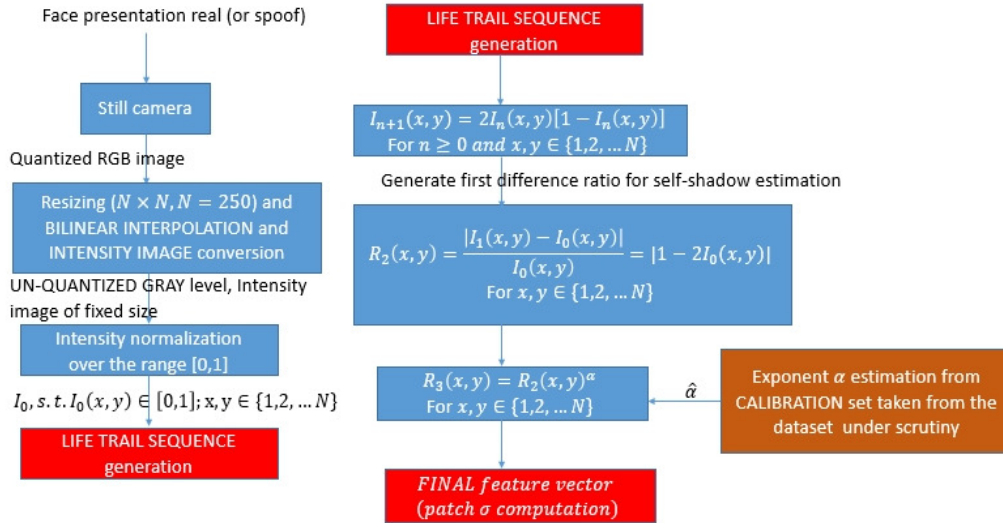 Face presentation real (or spoof)
Still camera
Quantized RGB image
Resizing (N × N, N = 250) and
BILINEAR INTERPOLATION and
INTENSITY IMAGE conversion
UN-QUANTIZED GRAY level, Intensity
image of fixed size
Intensity normalization
over the range [0,1]
I₀, s.t. I₀(x, y) ∈ [0,1]; x, y ∈ {1,2, … N}
LIFE TRAIL SEQUENCE
generation
LIFE TRAIL SEQUENCE
generation
Iₙ₊₁(x, y) = 2Iₙ(x, y)[1 − Iₙ(x, y)]
For n ≥ 0 and x, y ∈ {1,2, … N}
Generate first difference ratio for self-shadow estimation
R₂(x, y) = |I₁(x, y) − I₀(x, y)| / I₀(x, y) = |1 − 2I₀(x, y)|
For x, y ∈ {1,2, … N}
R₃(x, y) = R₂(x, y)^α
For x, y ∈ {1,2, … N}
α̂
Exponent α estimation from
CALIBRATION set taken from the
dataset under scrutiny
FINAL feature vector
(patch σ computation)